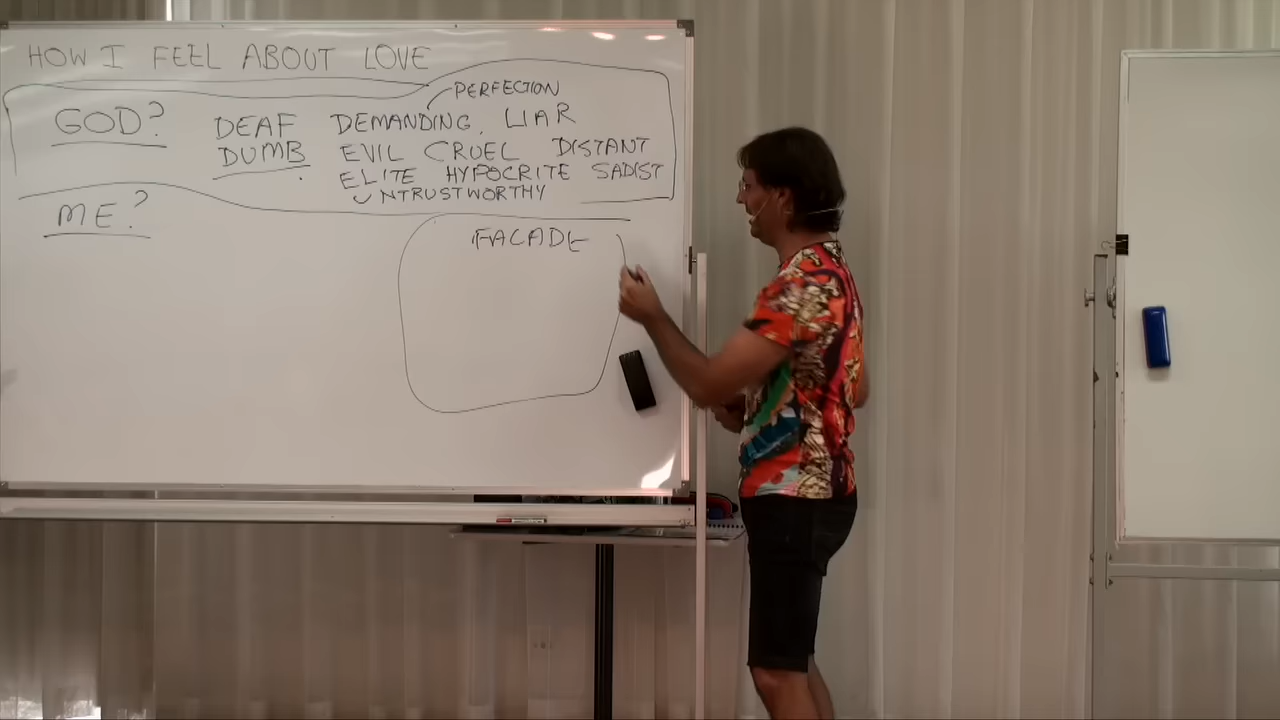 HOW I FEEL ABOUT LOVE
PERFECTION
GOD? DEAF DEMANDING, LIAR
DUMB EVIL CRUEL DISTANT
ELITE HYPOCRITE SADIST
UNTRUSTWORTHY
ME?
FACADE